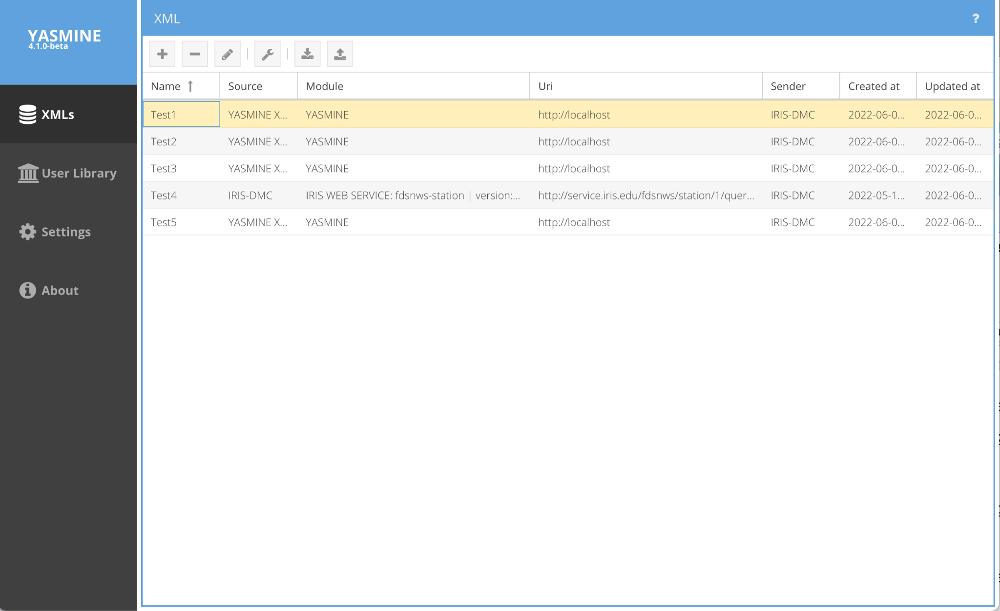 YASMINE
4.1.0-beta
XMLs
User Library
Settings
About
XML ?
Name Source Module Uri Sender Created at Updated at
Test1 YASMINE X... YASMINE http://localhost IRIS-DMC 2022-06-0... 2022-06-0...
Test2 YASMINE X... YASMINE http://localhost IRIS-DMC 2022-06-0... 2022-06-0...
Test3 YASMINE X... YASMINE http://localhost IRIS-DMC 2022-06-0... 2022-06-0...
Test4 IRIS-DMC IRIS WEB SERVICE: fdsnws-station | version:... http://service.iris.edu/fdsnws/station/1/quer... IRIS-DMC 2022-05-1... 2022-06-0...
Test5 YASMINE X... YASMINE http://localhost IRIS-DMC 2022-06-0... 2022-06-0...